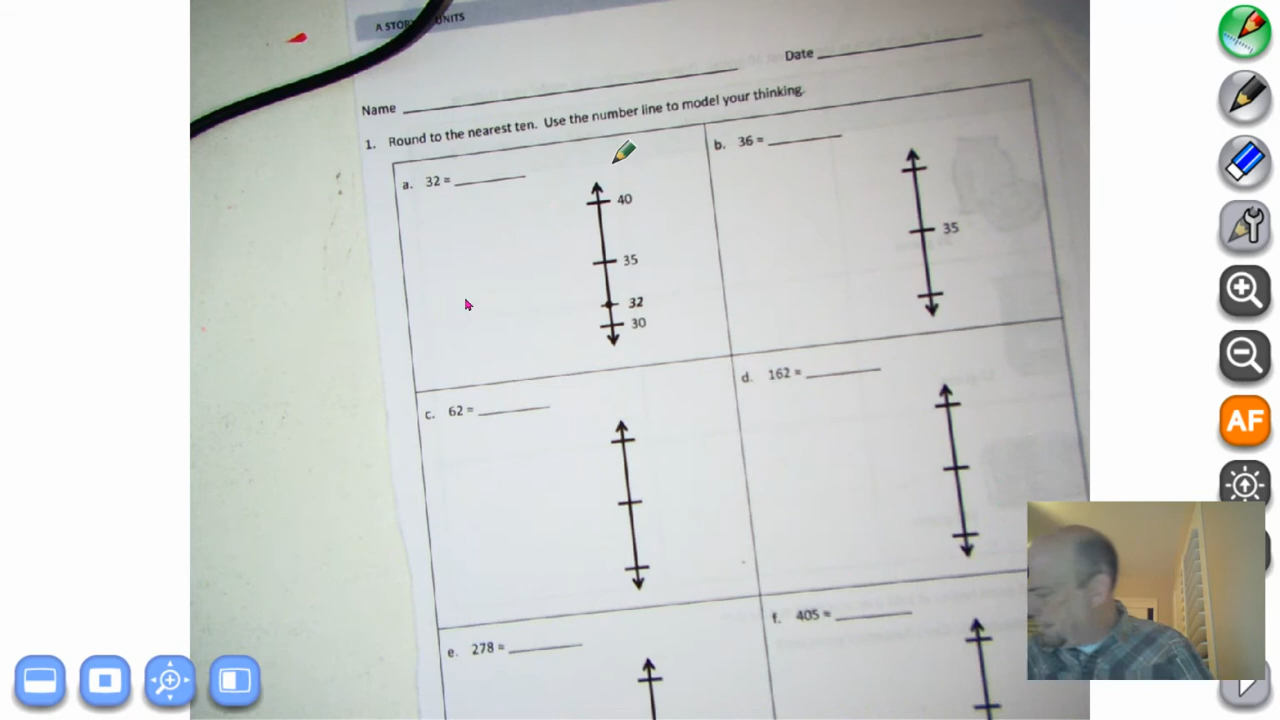 A STORY UNITS
Name
Date
1. Round to the nearest ten. Use the number line to model your thinking.
a. 32 ≈
40
35
32
30
b. 36 ≈
35
c. 62 ≈
d. 162 ≈
e. 278 ≈
f. 405 ≈
AF